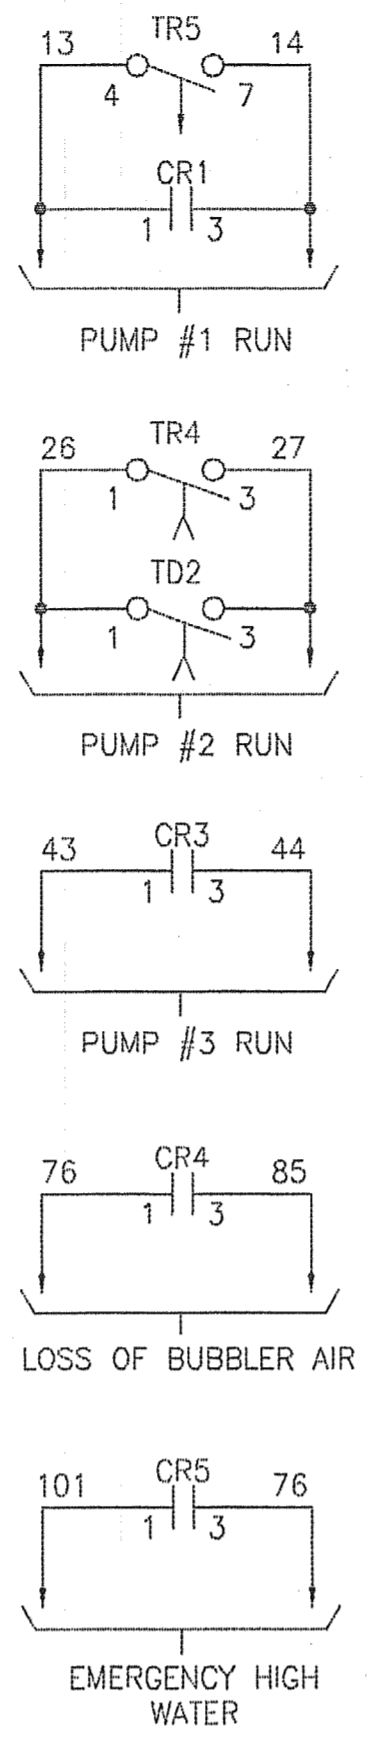 TR5
13 14
4 7
CR1
1 3
PUMP #1 RUN
TR4
26 27
1 3
TD2
1 3
PUMP #2 RUN
CR3
43 44
1 3
PUMP #3 RUN
CR4
76 85
1 3
LOSS OF BUBBLER AIR
CR5
101 76
1 3
EMERGENCY HIGH
WATER